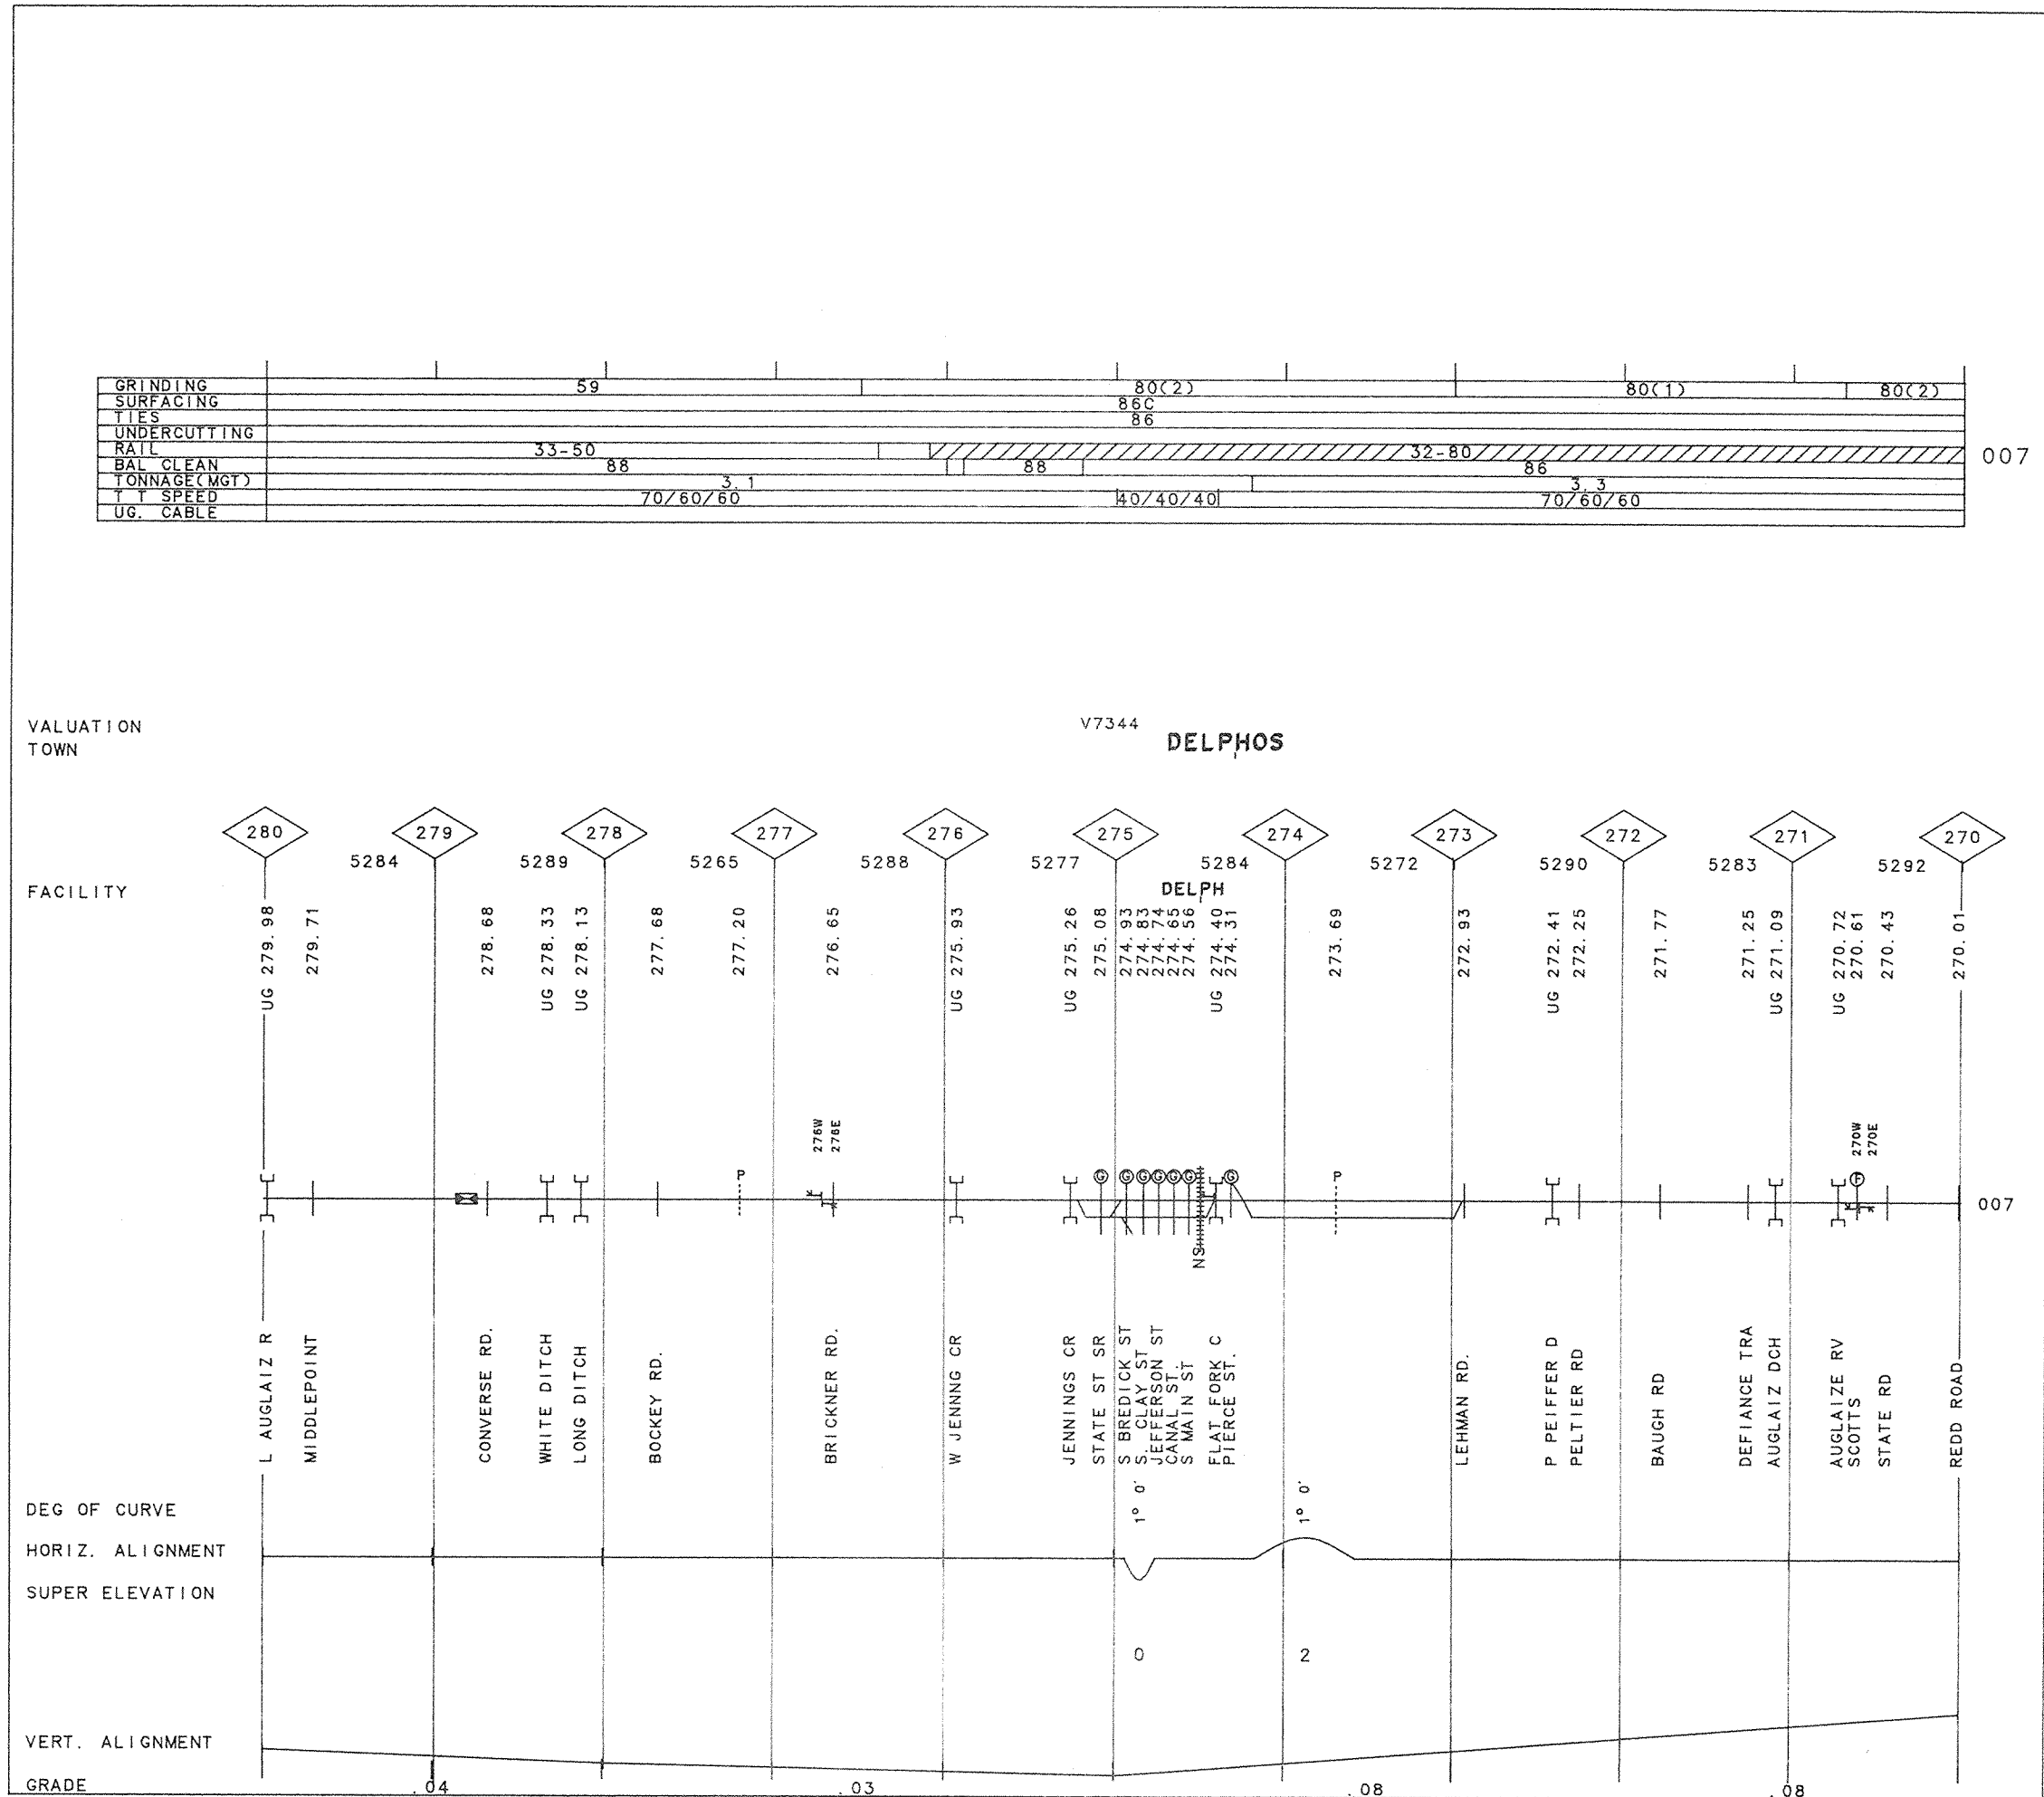 GRINDING 59 80(2) 80(1) 80(2)
SURFACING 86C
TIES 86
UNDERCUTTING
RAIL 33-50 32-80
BAL CLEAN 88 88 86
TONNAGE(MGT) 3.1 3.3
T T SPEED 70/60/60 40/40/40 70/60/60
UG. CABLE
007
VALUATION V7344
TOWN DELPHOS
280 279 278 277 276 275 274 273 272 271 270
5284 5289 5265 5288 5277 5284 5272 5290 5283 5292
FACILITY DELPH
UG 279.98
279.71
278.68
UG 278.33
UG 278.13
277.68
277.20
276.65
UG 275.93
UG 275.26
275.08
274.93
274.83
274.74
274.65
274.56
UG 274.40
274.31
273.69
272.93
UG 272.41
272.25
271.77
271.25
UG 271.09
UG 270.72
270.61
270.43
270.01
276W
276E
270W
270E
P G G G G G G G P F
NS
007
L AUGLAIZ R
MIDDLEPOINT
CONVERSE RD.
WHITE DITCH
LONG DITCH
BOCKEY RD.
BRICKNER RD.
W JENNG CR
JENNINGS CR
STATE ST SR
S BREDICK ST
S. CLAY ST
JEFFERSON ST
CANAL ST.
S MAIN ST
FLAT FORK C
PIERCE ST.
LEHMAN RD.
P PEIFFER D
PELTIER RD
BAUGH RD
DEFIANCE TRA
AUGLAIZ DCH
AUGLAIZE RV
SCOTTS
STATE RD
REDD ROAD
DEG OF CURVE 1° 0' 1° 0'
HORIZ. ALIGNMENT
SUPER ELEVATION
0 2
VERT. ALIGNMENT
GRADE .04 .03 .08 .08